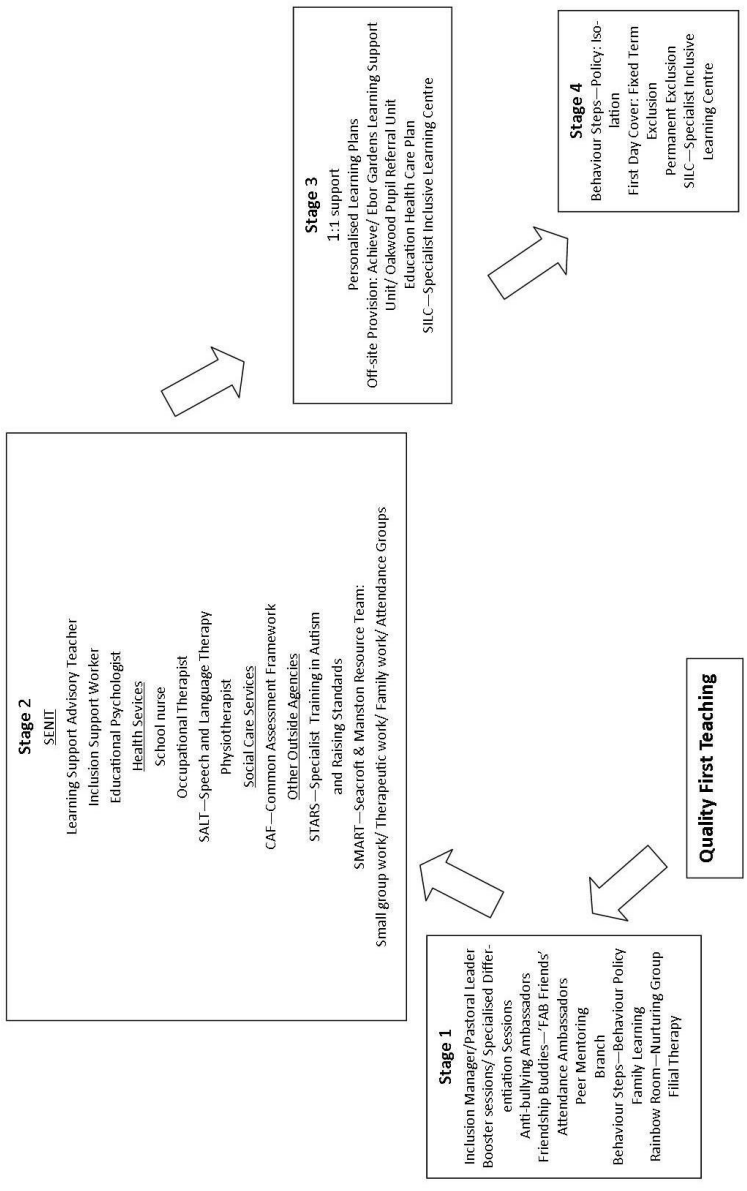 Quality First Teaching
Stage 1
Inclusion Manager/Pastoral Leader
Booster sessions/ Specialised Differ-
entiation Sessions
Anti-bullying Ambassadors
Friendship Buddies—'FAB Friends'
Attendance Ambassadors
Peer Mentoring
Branch
Behaviour Steps—Behaviour Policy
Family Learning
Rainbow Room—Nurturing Group
Filial Therapy
Stage 2
SENIT
Learning Support Advisory Teacher
Inclusion Support Worker
Educational Psychologist
Health Sevices
School nurse
Occupational Therapist
SALT—Speech and Language Therapy
Physiotherapist
Social Care Services
CAF—Common Assessment Framework
Other Outside Agencies
STARS—Specialist Training in Autism
and Raising Standards
SMART—Seacroft & Manston Resource Team:
Small group work/ Therapeutic work/ Family work/ Attendance Groups
Stage 3
1:1 support
Personalised Learning Plans
Off-site Provision: Achieve/ Ebor Gardens Learning Support
Unit/ Oakwood Pupil Referral Unit
Education Health Care Plan
SILC—Specialist Inclusive Learning Centre
Stage 4
Behaviour Steps—Policy: Iso-
lation
First Day Cover: Fixed Term
Exclusion
Permanent Exclusion
SILC—Specialist Inclusive
Learning Centre